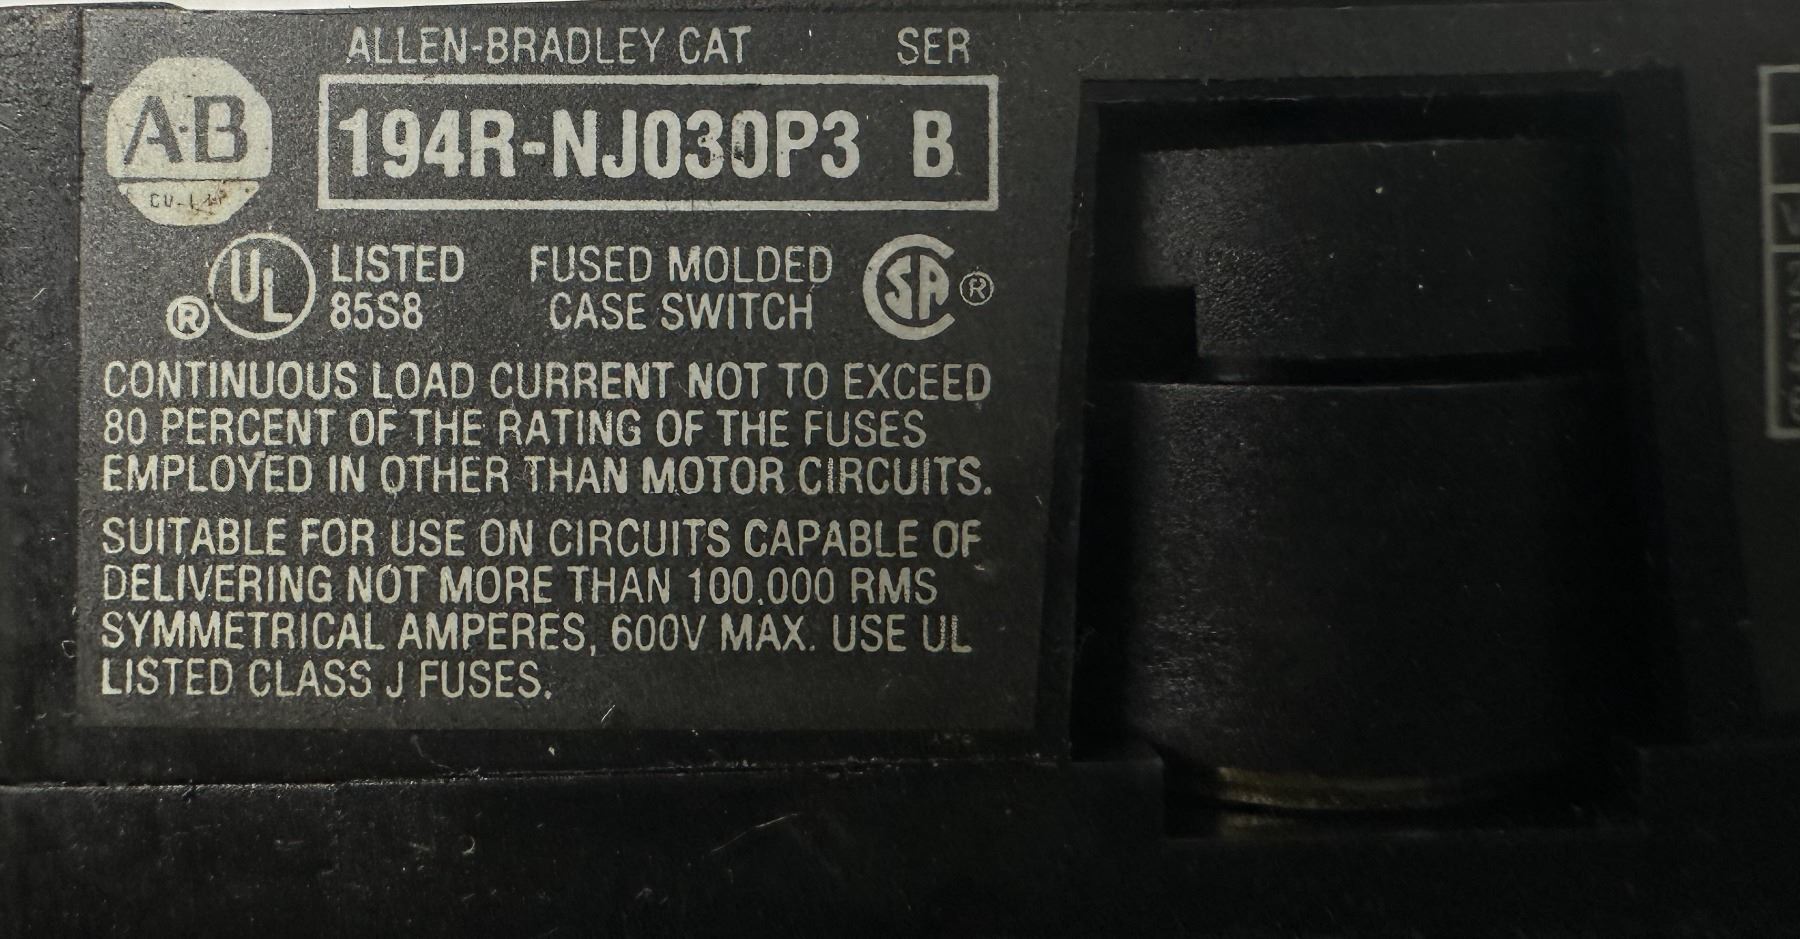 ALLEN-BRADLEY CAT SER
A-B
194R-NJ030P3 B
UL LISTED FUSED MOLDED SA ®
® 85S8 CASE SWITCH
CONTINUOUS LOAD CURRENT NOT TO EXCEED
80 PERCENT OF THE RATING OF THE FUSES
EMPLOYED IN OTHER THAN MOTOR CIRCUITS.
SUITABLE FOR USE ON CIRCUITS CAPABLE OF
DELIVERING NOT MORE THAN 100,000 RMS
SYMMETRICAL AMPERES, 600V MAX. USE UL
LISTED CLASS J FUSES.